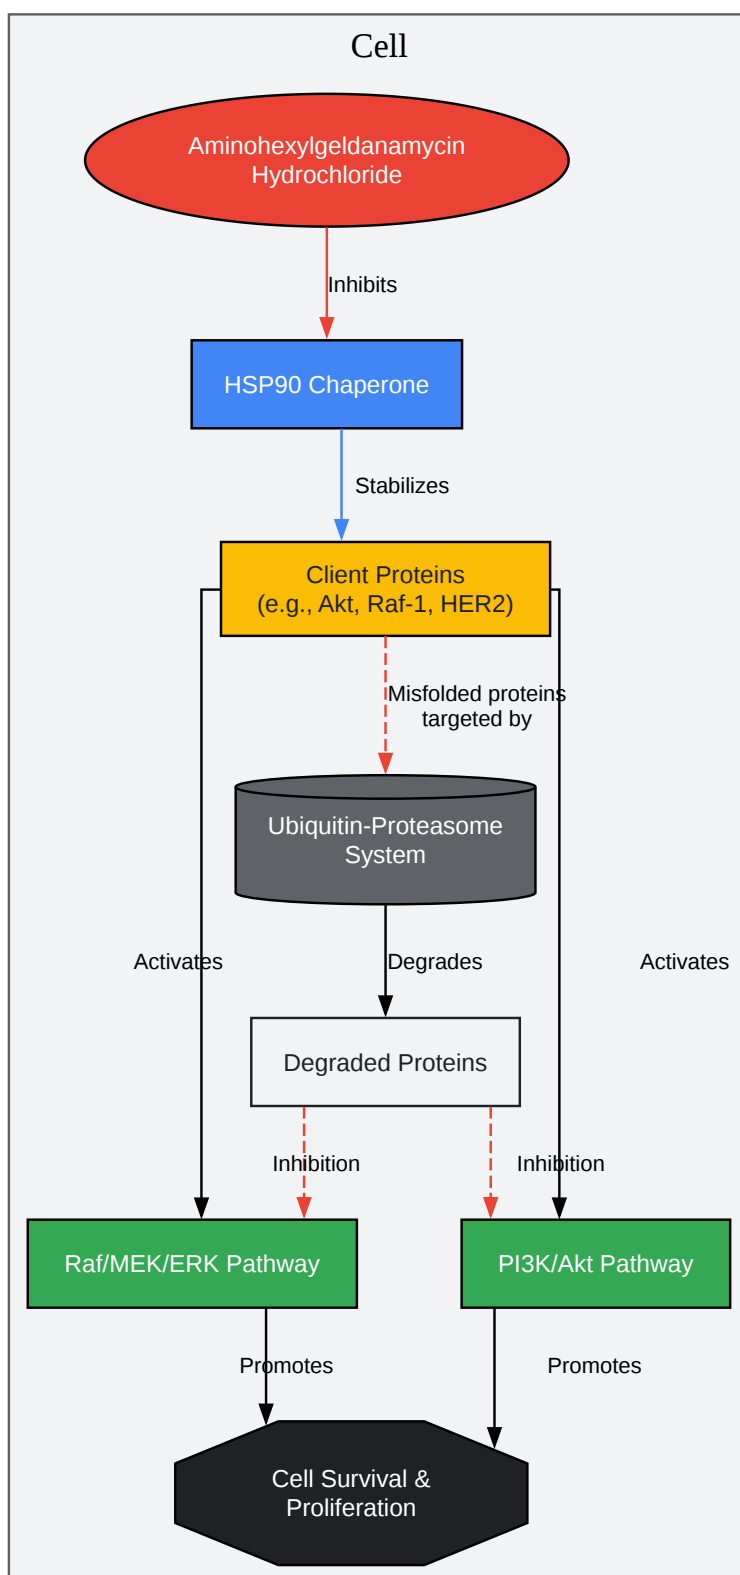 Cell
Aminohexylgeldanamycin
Hydrochloride
Inhibits
HSP90 Chaperone
Stabilizes
Client Proteins
(e.g., Akt, Raf-1, HER2)
Misfolded proteins
targeted by
Ubiquitin-Proteasome
System
Activates
Degrades
Activates
Degraded Proteins
Inhibition
Inhibition
Raf/MEK/ERK Pathway
PI3K/Akt Pathway
Promotes
Promotes
Cell Survival &
Proliferation